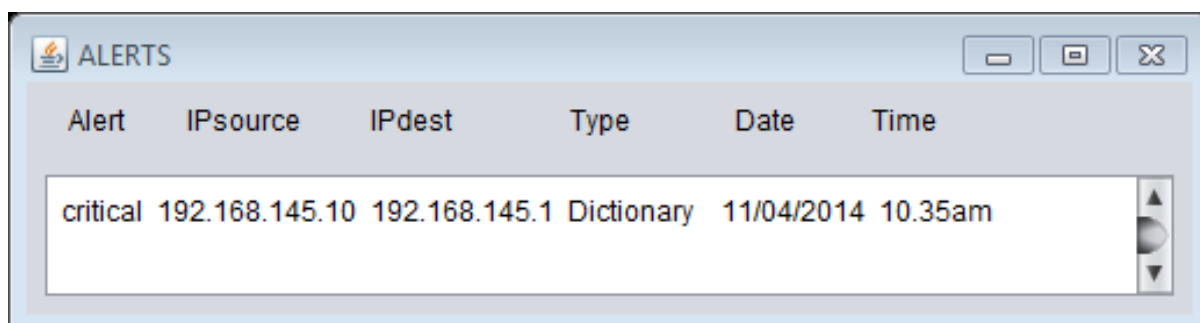 ALERTS
Alert IPsource IPdest Type Date Time
critical 192.168.145.10 192.168.145.1 Dictionary 11/04/2014 10.35am